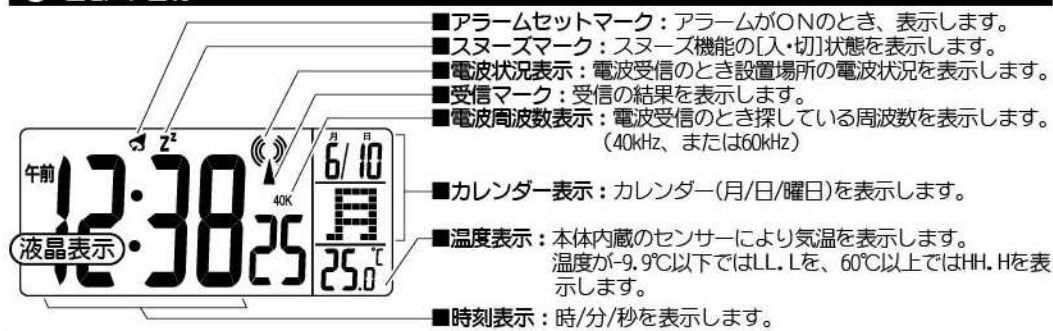 ■アラームセットマーク：アラームがONのとき、表示します。
■スヌーズマーク：スヌーズ機能の[入・切]状態を表示します。
■電波状況表示：電波受信のとき設置場所の電波状況を表示します。
■受信マーク：受信の結果を表示します。
■電波周波数表示：電波受信のとき探している周波数を表示します。
（40kHz、または60kHz）
■カレンダー表示：カレンダー(月/日/曜日)を表示します。
■温度表示：本体内蔵のセンサーにより気温を表示します。
温度が-9.9℃以下ではLL.Lを、60℃以上ではHH.Hを表
示します。
■時刻表示：時/分/秒を表示します。
zᶻ
月 日
6/10
午前 12:38 25
40K
月
25.0℃
液晶表示